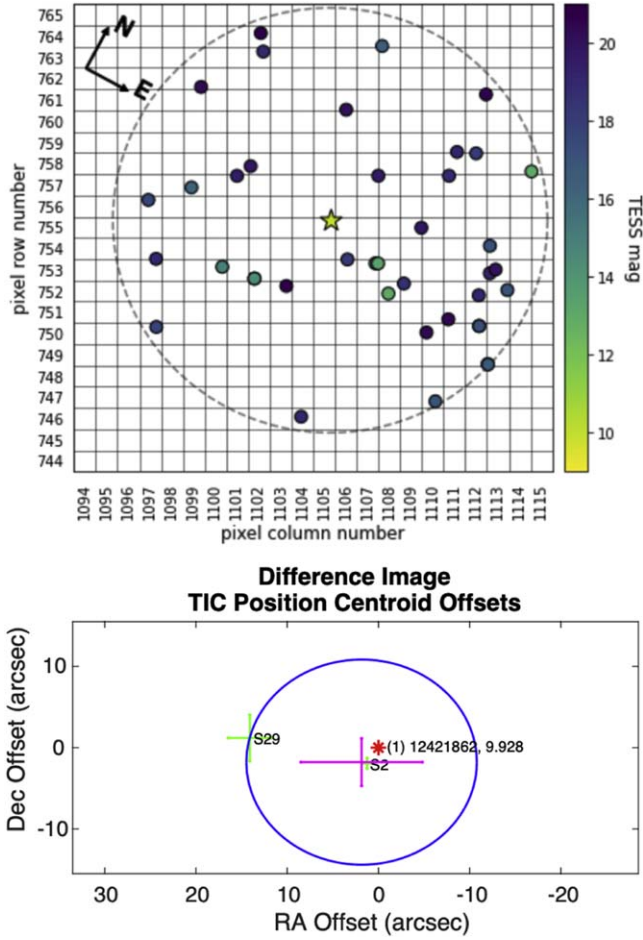 765
764
763
762
761
760
759
758
757
756
755
754
753
752
751
750
749
748
747
746
745
744
pixel row number
N
E
1094 1095 1096 1097 1098 1099 1100 1101 1102 1103 1104 1105 1106 1107 1108 1109 1110 1111 1112 1113 1114 1115
pixel column number
20
18
16
14
12
10
TESS mag
Difference Image
TIC Position Centroid Offsets
Dec Offset (arcsec)
10
0
-10
S29
(1) 12421862, 9.928
S2
30 20 10 0 -10 -20
RA Offset (arcsec)